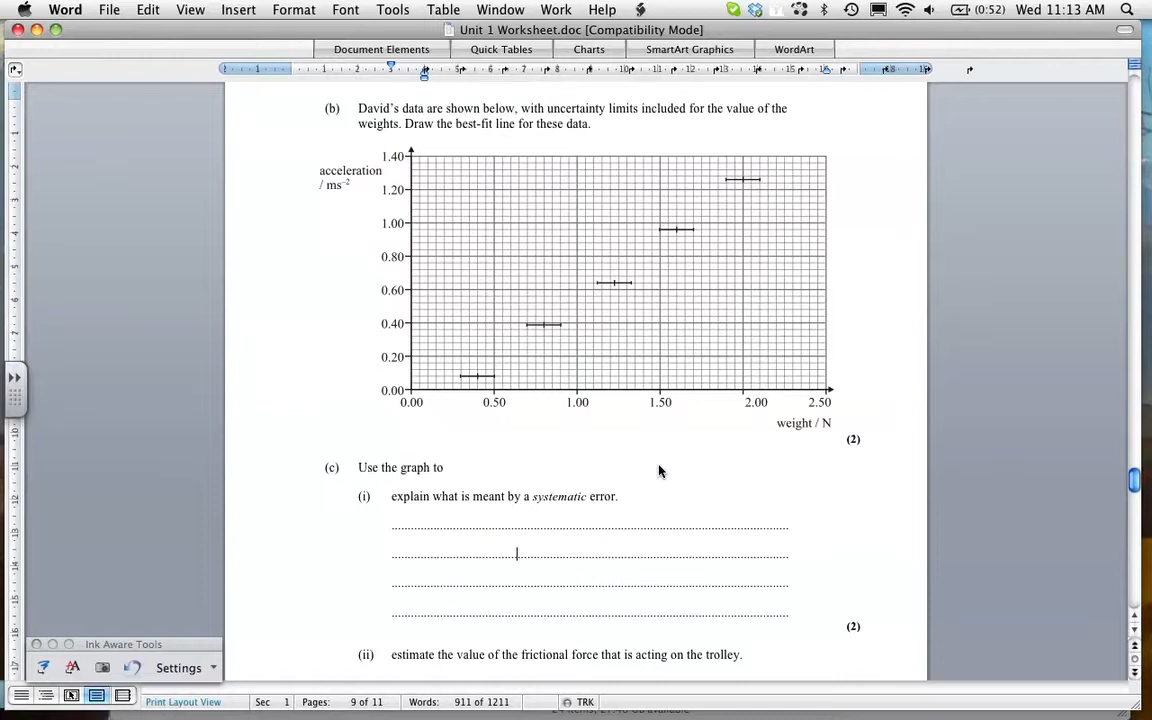 Word File Edit View Insert Format Font Tools Table Window Work Help (0:52) Wed 11:13 AM
Unit 1 Worksheet.doc [Compatibility Mode]
Document Elements Quick Tables Charts SmartArt Graphics WordArt
(b) David's data are shown below, with uncertainty limits included for the value of the
weights. Draw the best-fit line for these data.
1.40
acceleration
/ ms–2
1.20
1.00
0.80
0.60
0.40
0.20
0.00
0.00 0.50 1.00 1.50 2.00 2.50
weight / N
(2)
(c) Use the graph to
(i) explain what is meant by a systematic error.
(2)
(ii) estimate the value of the frictional force that is acting on the trolley.
Ink Aware Tools
Settings
Print Layout View Sec 1 Pages: 9 of 11 Words: 911 of 1211 TRK